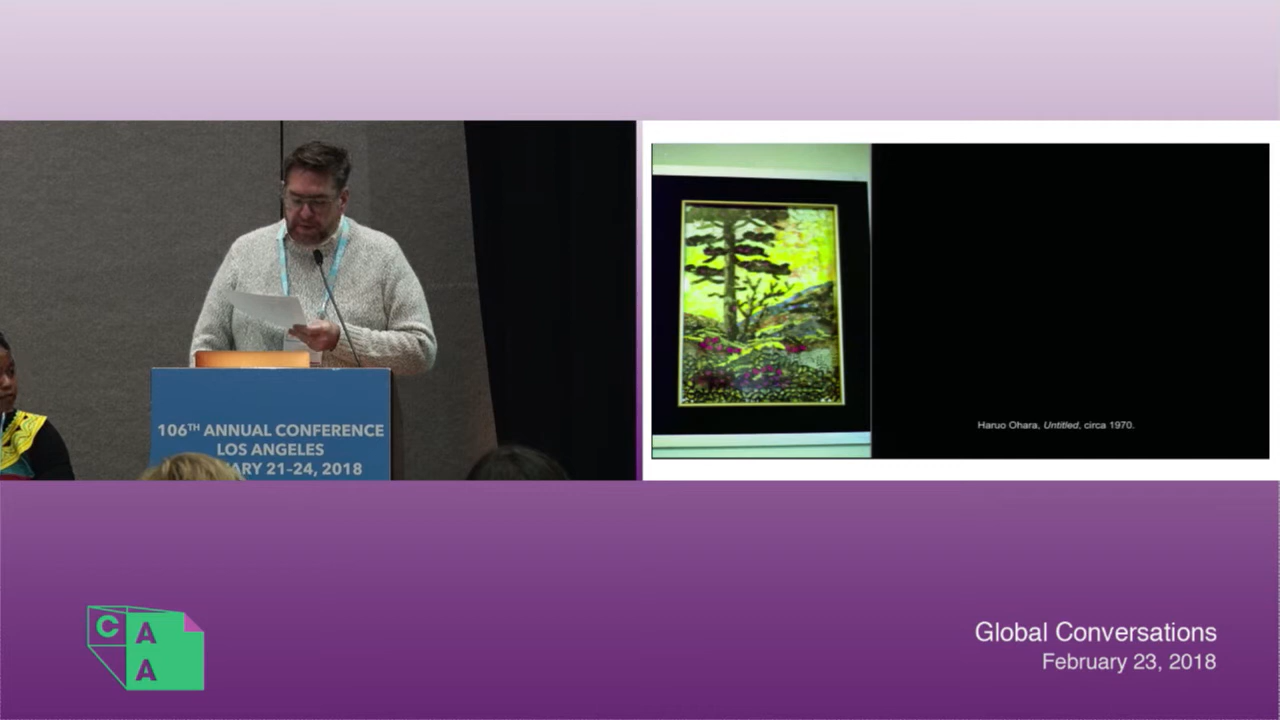 106TH ANNUAL CONFERENCE
LOS ANGELES
ARY 21–24, 2018
Haruo Ohara, Untitled, circa 1970.
C A
A
Global Conversations
February 23, 2018